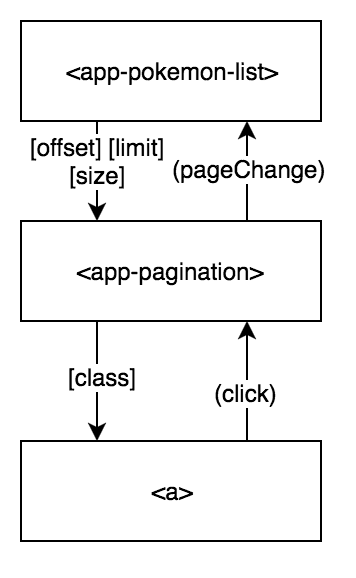 <app-pokemon-list>
[offset] [limit]
[size]
(pageChange)
<app-pagination>
[class]
(click)
<a>